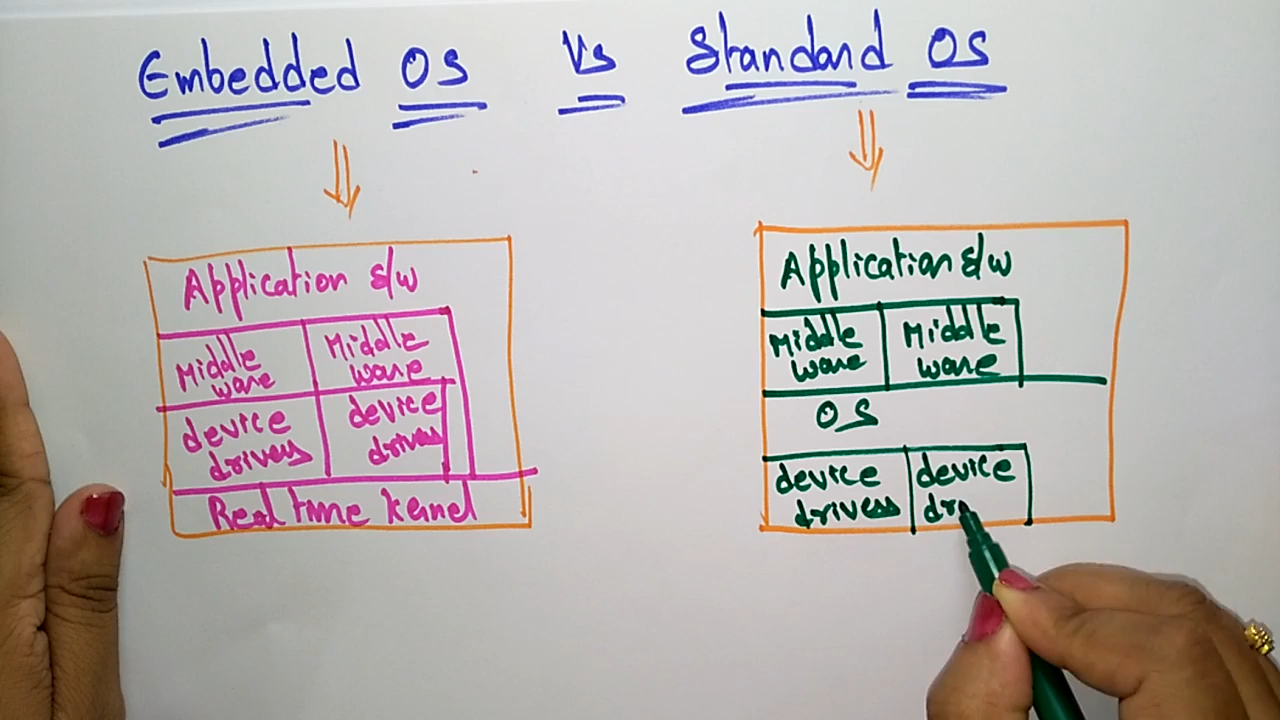 Embedded OS Vs Standard OS
Application s/w
Middle ware
Middle ware
device drivers
device drivers
Real time kernel
Application s/w
Middle ware
Middle ware
OS
device drivers
device dr